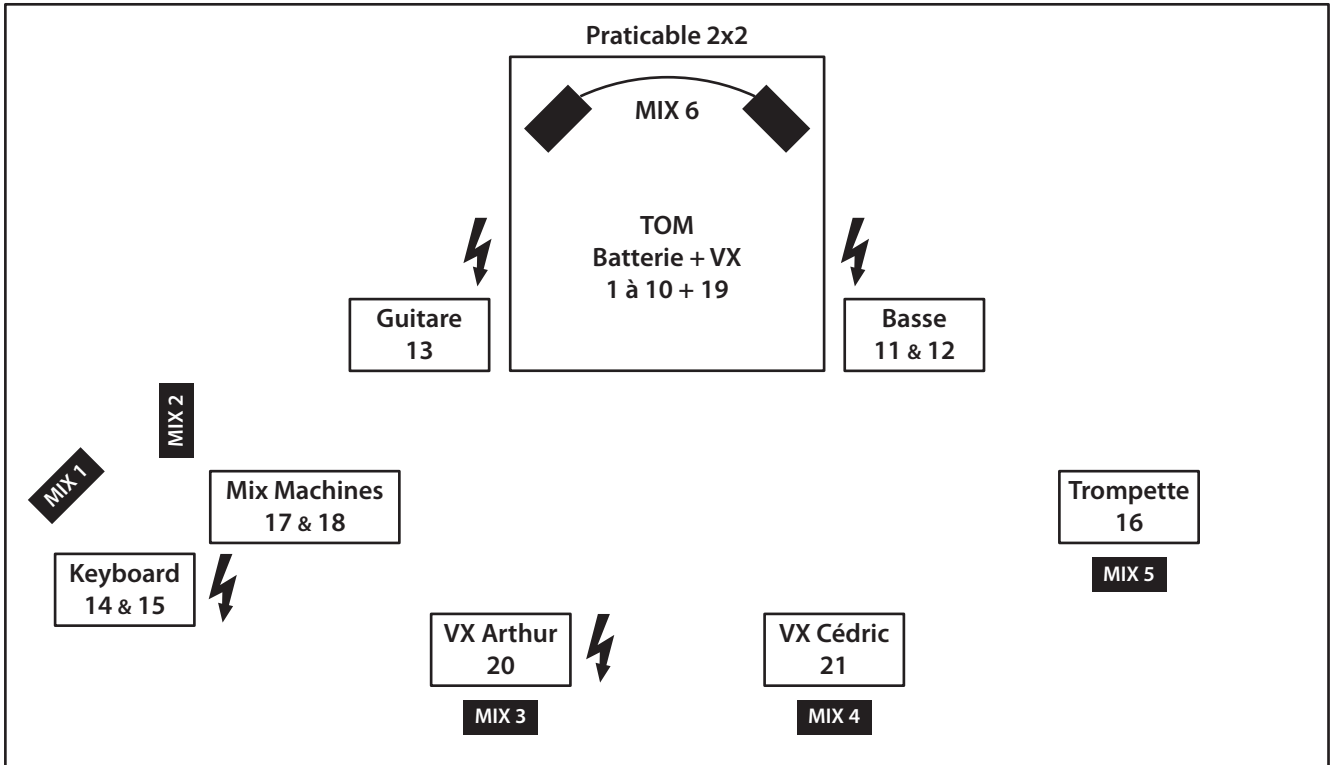 Praticable 2x2
MIX 6
TOM
Batterie + VX
1 à 10 + 19
Guitare
13
Basse
11 & 12
MIX 2
MIX 1
Mix Machines
17 & 18
Trompette
16
Keyboard
14 & 15
MIX 5
VX Arthur
20
VX Cédric
21
MIX 3
MIX 4